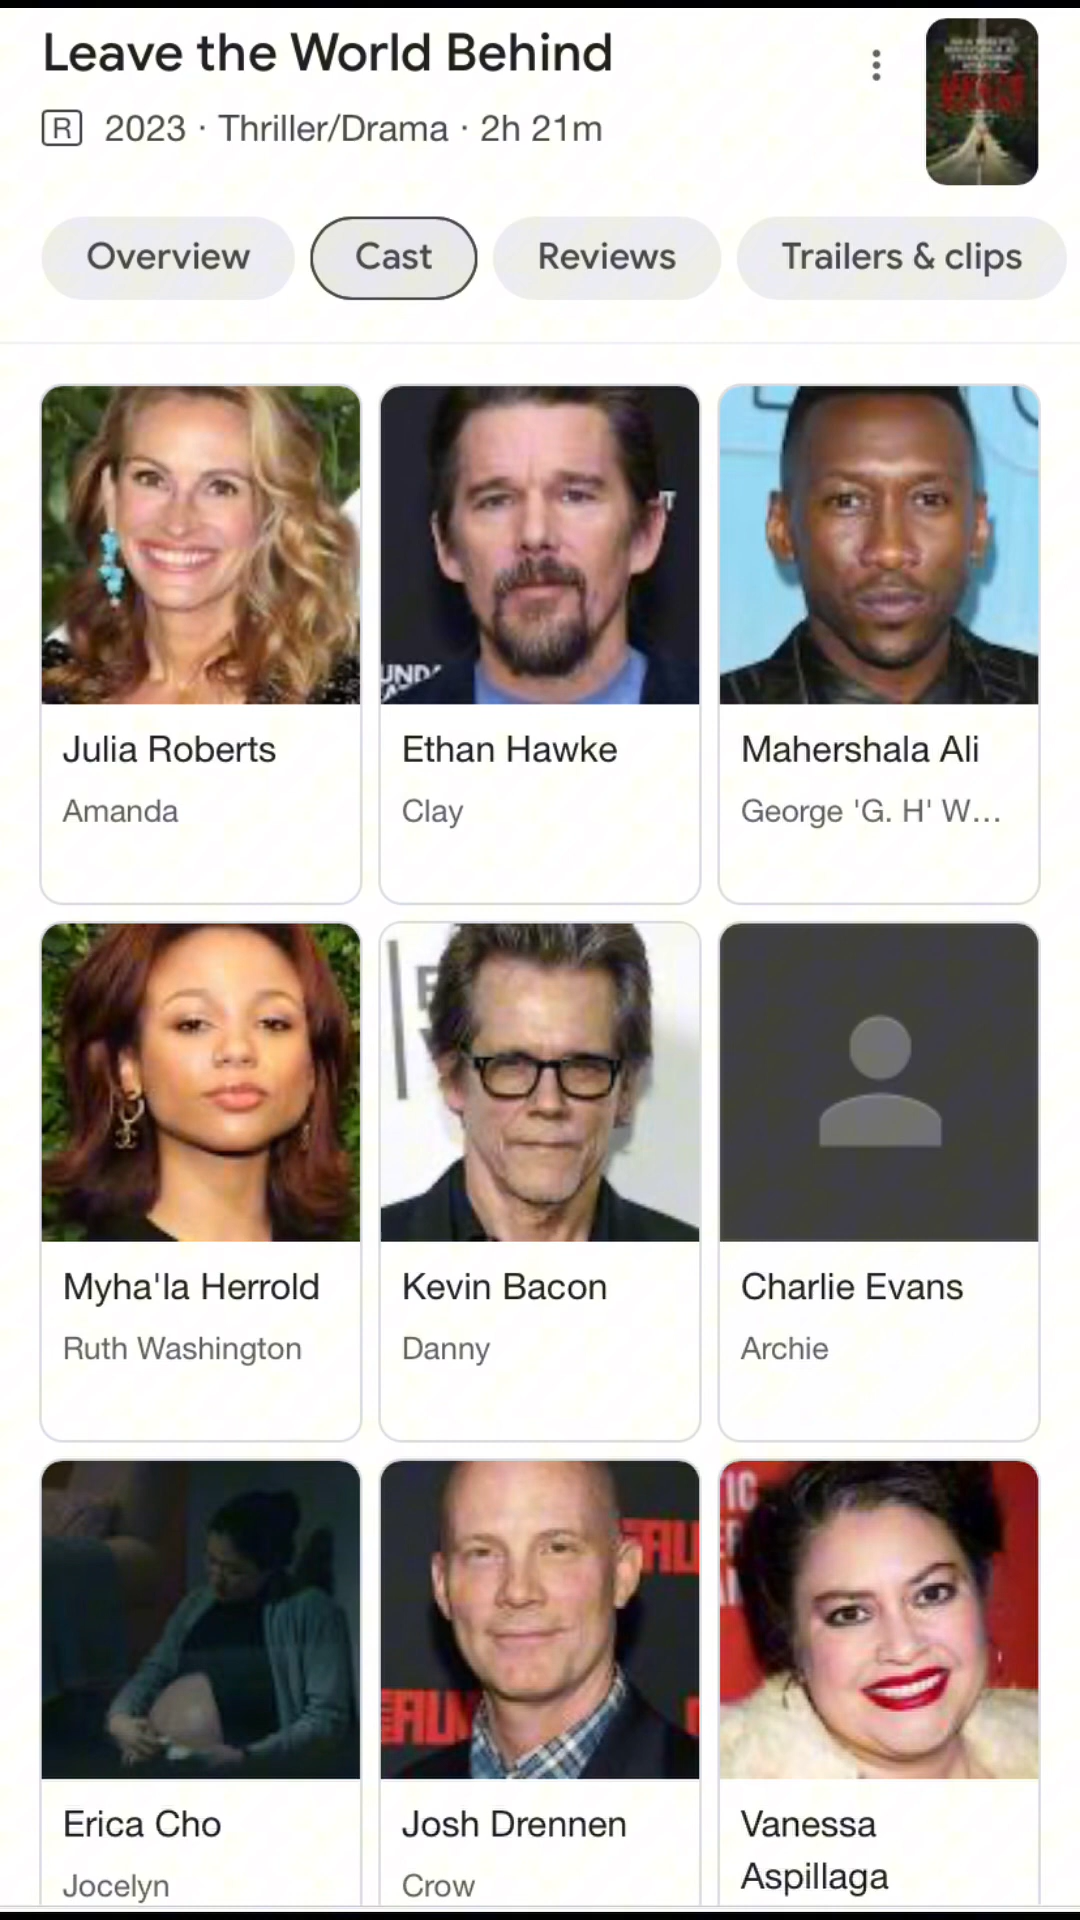 Leave the World Behind
R 2023 · Thriller/Drama · 2h 21m
Overview
Cast
Reviews
Trailers & clips
Julia Roberts
Amanda
Ethan Hawke
Clay
Mahershala Ali
George 'G. H' W...
Myha'la Herrold
Ruth Washington
Kevin Bacon
Danny
Charlie Evans
Archie
Erica Cho
Jocelyn
Josh Drennen
Crow
Vanessa
Aspillaga